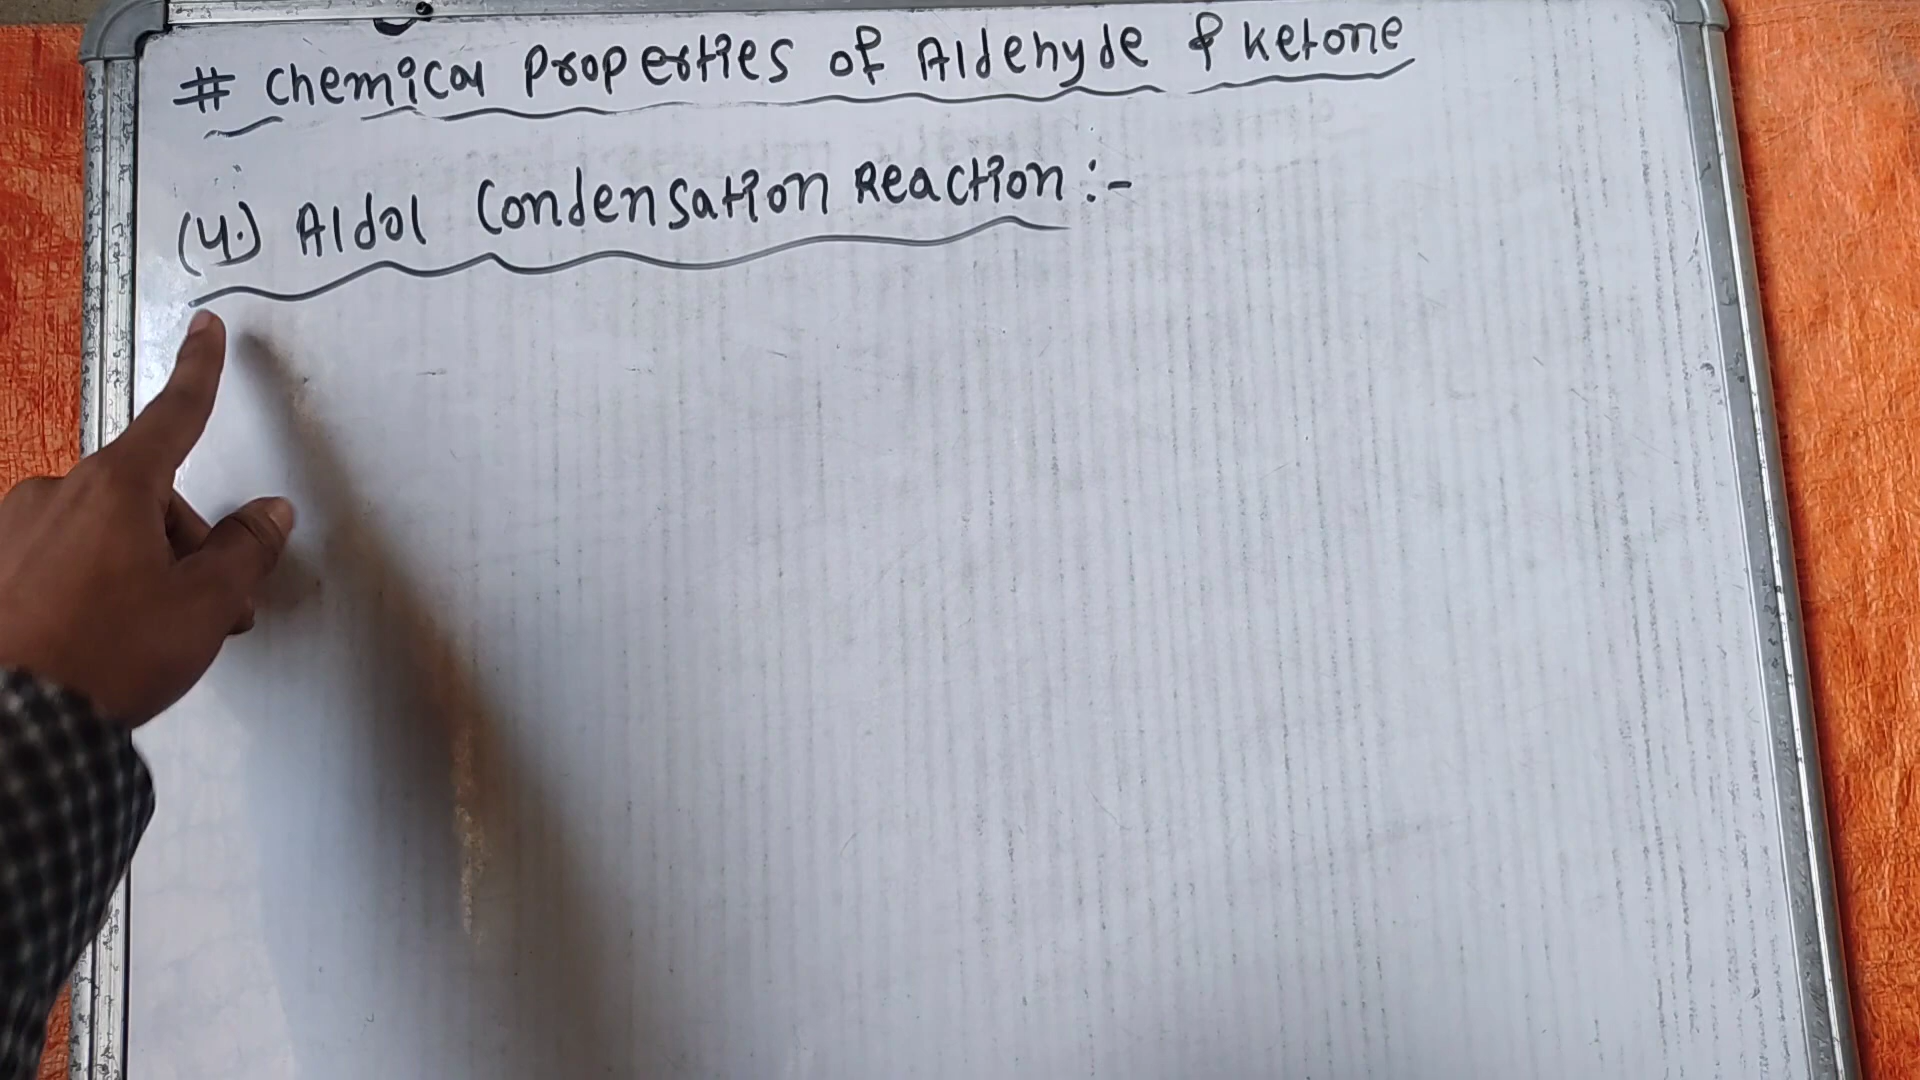 # Chemical Properties of Aldehyde & Ketone
(4.) Aldol Condensation Reaction :-